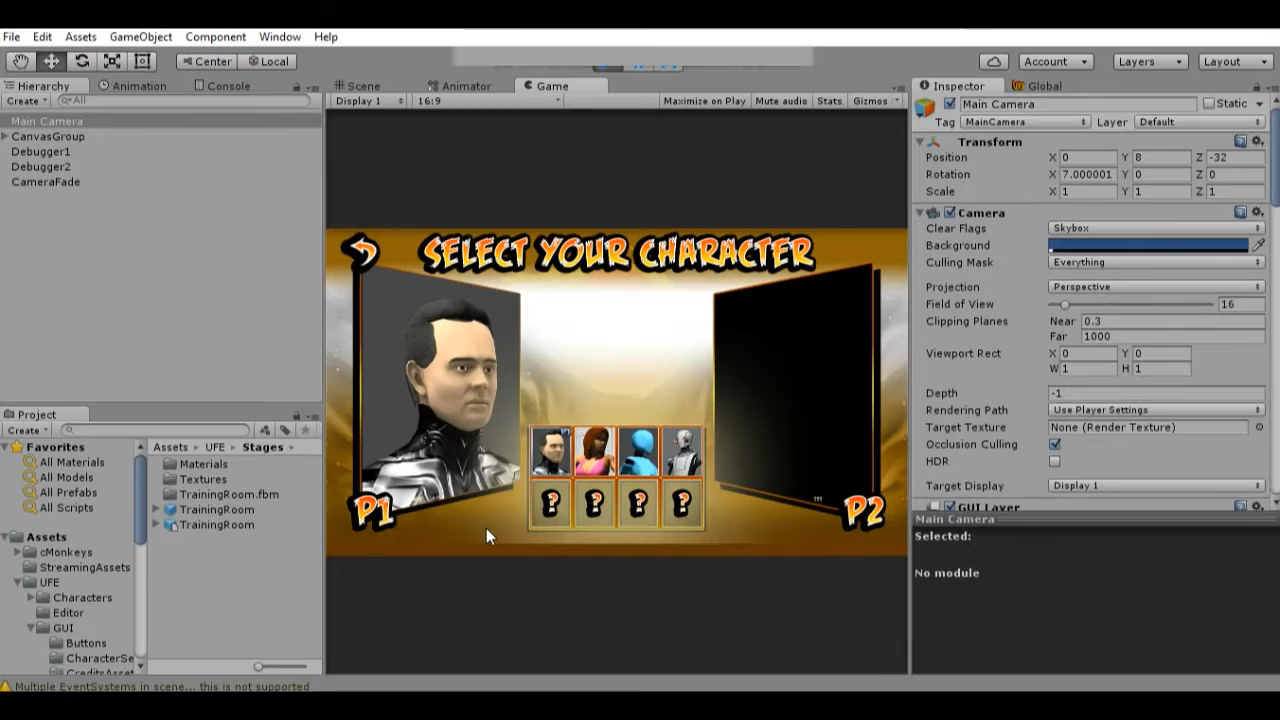 File Edit Assets GameObject Component Window Help
Center Local Account Layers Layout
Hierarchy Animation Console
Create All
Main Camera
CanvasGroup
Debugger1
Debugger2
CameraFade
Scene Animator Game
Display 1 16:9 Maximize on Play Mute audio Stats Gizmos
SELECT YOUR CHARACTER
P1
? ? ? ?
???
P2
Project
Create
Favorites
All Materials
All Models
All Prefabs
All Scripts
Assets
cMonkeys
StreamingAssets
UFE
Characters
Editor
GUI
Buttons
CharacterSe
CreditsAsset
Assets UFE Stages
Materials
Textures
TrainingRoom.fbm
TrainingRoom
TrainingRoom
Inspector Global
Main Camera Static
Tag MainCamera Layer Default
Transform
Position X 0 Y 8 Z -32
Rotation X 7.000001 Y 0 Z 0
Scale X 1 Y 1 Z 1
Camera
Clear Flags Skybox
Background
Culling Mask Everything
Projection Perspective
Field of View 16
Clipping Planes Near 0.3
Far 1000
Viewport Rect X 0 Y 0
W 1 H 1
Depth -1
Rendering Path Use Player Settings
Target Texture None (Render Texture)
Occlusion Culling
HDR
Target Display Display 1
GUI Layer
Main Camera
Selected:
No module
Multiple EventSystems in scene... this is not supported